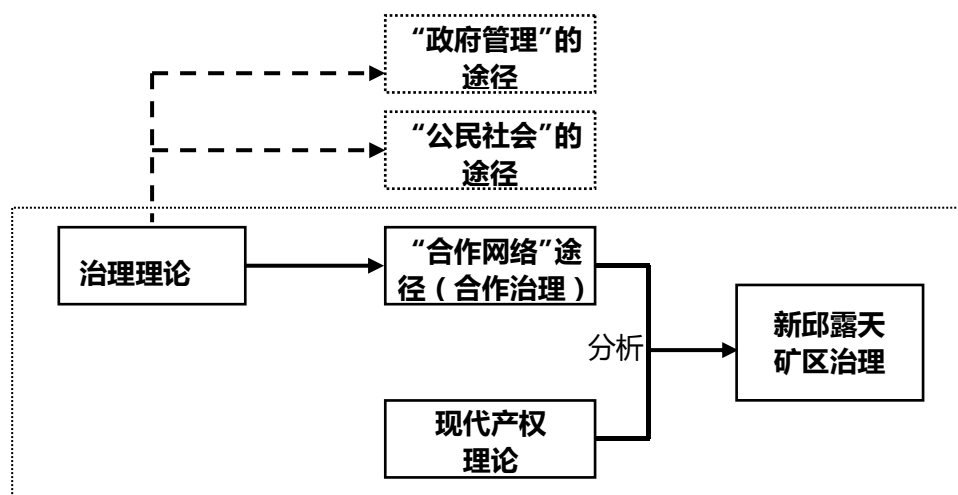 “政府管理”的
途径
“公民社会”的
途径
治理理论
“合作网络”途
径（合作治理）
分析
新邱露天
矿区治理
现代产权
理论